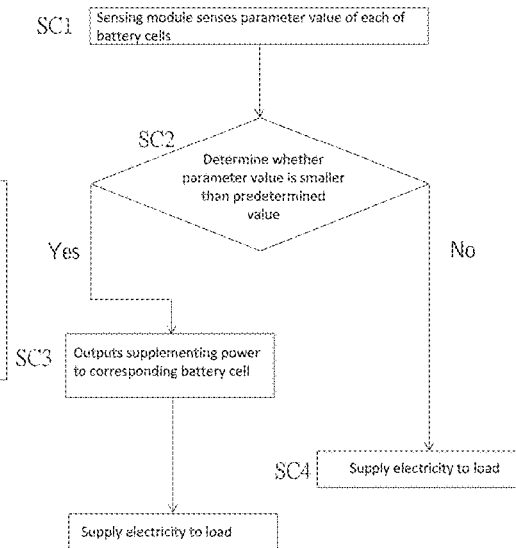 SC1
Sensing module senses parameter value of each of
battery cells
SC2
Determine whether
parameter value is smaller
than predetermined
value
Yes
No
SC3
Outputs supplementing power
to corresponding battery cell
SC4
Supply electricity to load
Supply electricity to load